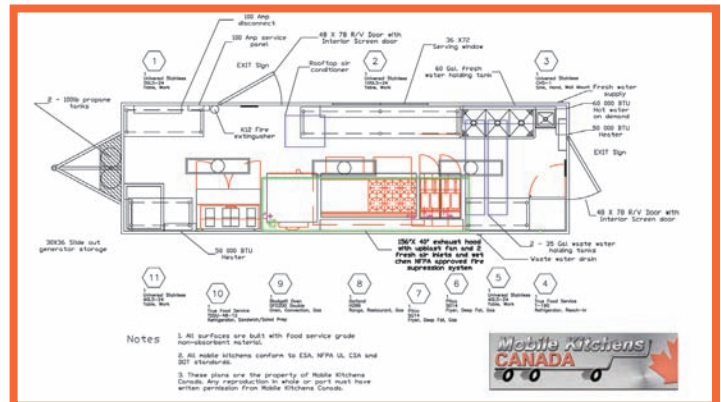 100 Amp
disconnect
100 Amp service
panel
48 X 78 R/V Door with
Interior Screen door
36 X72
Serving window
1
2
3
Universal Stainless
Table, Work
EXIT Sign
Rooftop air
conditioner
Universal Stainless
Table, Work
60 Gal. fresh
water holding tank
Sink, Hand, Wall Mount
Fresh water
supply
2 - 100lb propane
tanks
K12 Fire
extinguisher
60 000 BTU
Hot water
on demand
50 000 BTU
Heater
EXIT Sign
30X36 Slide out
generator storage
50 000 BTU
Heater
156"X 40" exhaust hood
with upblast fan and 2
fresh air inlets and wet
chem NFPA approved fire
supression system
48 X 78 R/V Door with
Interior Screen door
2 - 35 Gal waste water
holding tanks
Waste water drain
11
Universal Stainless
Table, Work
10
True Food Service
Refrigerator, Sandwich/Salad Prep
9
Blodgett Oven
Oven, Convection, Gas
8
Garland
Range, Restaurant, Gas
7
Pitco
Fryer, Deep Fat, Gas
6
Pitco
Fryer, Deep Fat, Gas
5
Universal Stainless
Table, Work
4
True Food Service
Refrigerator, Reach-in
Notes
1. All surfaces are built with food service grade
non-absorbent material.
2. All mobile kitchens conform to ESA, NFPA UL CSA and
DOT standards.
3. These plans are the property of Mobile Kitchens
Canada. Any reproduction in whole or part must have
writen permission from Mobile Kitchens Canada.
Mobile Kitchens
CANADA